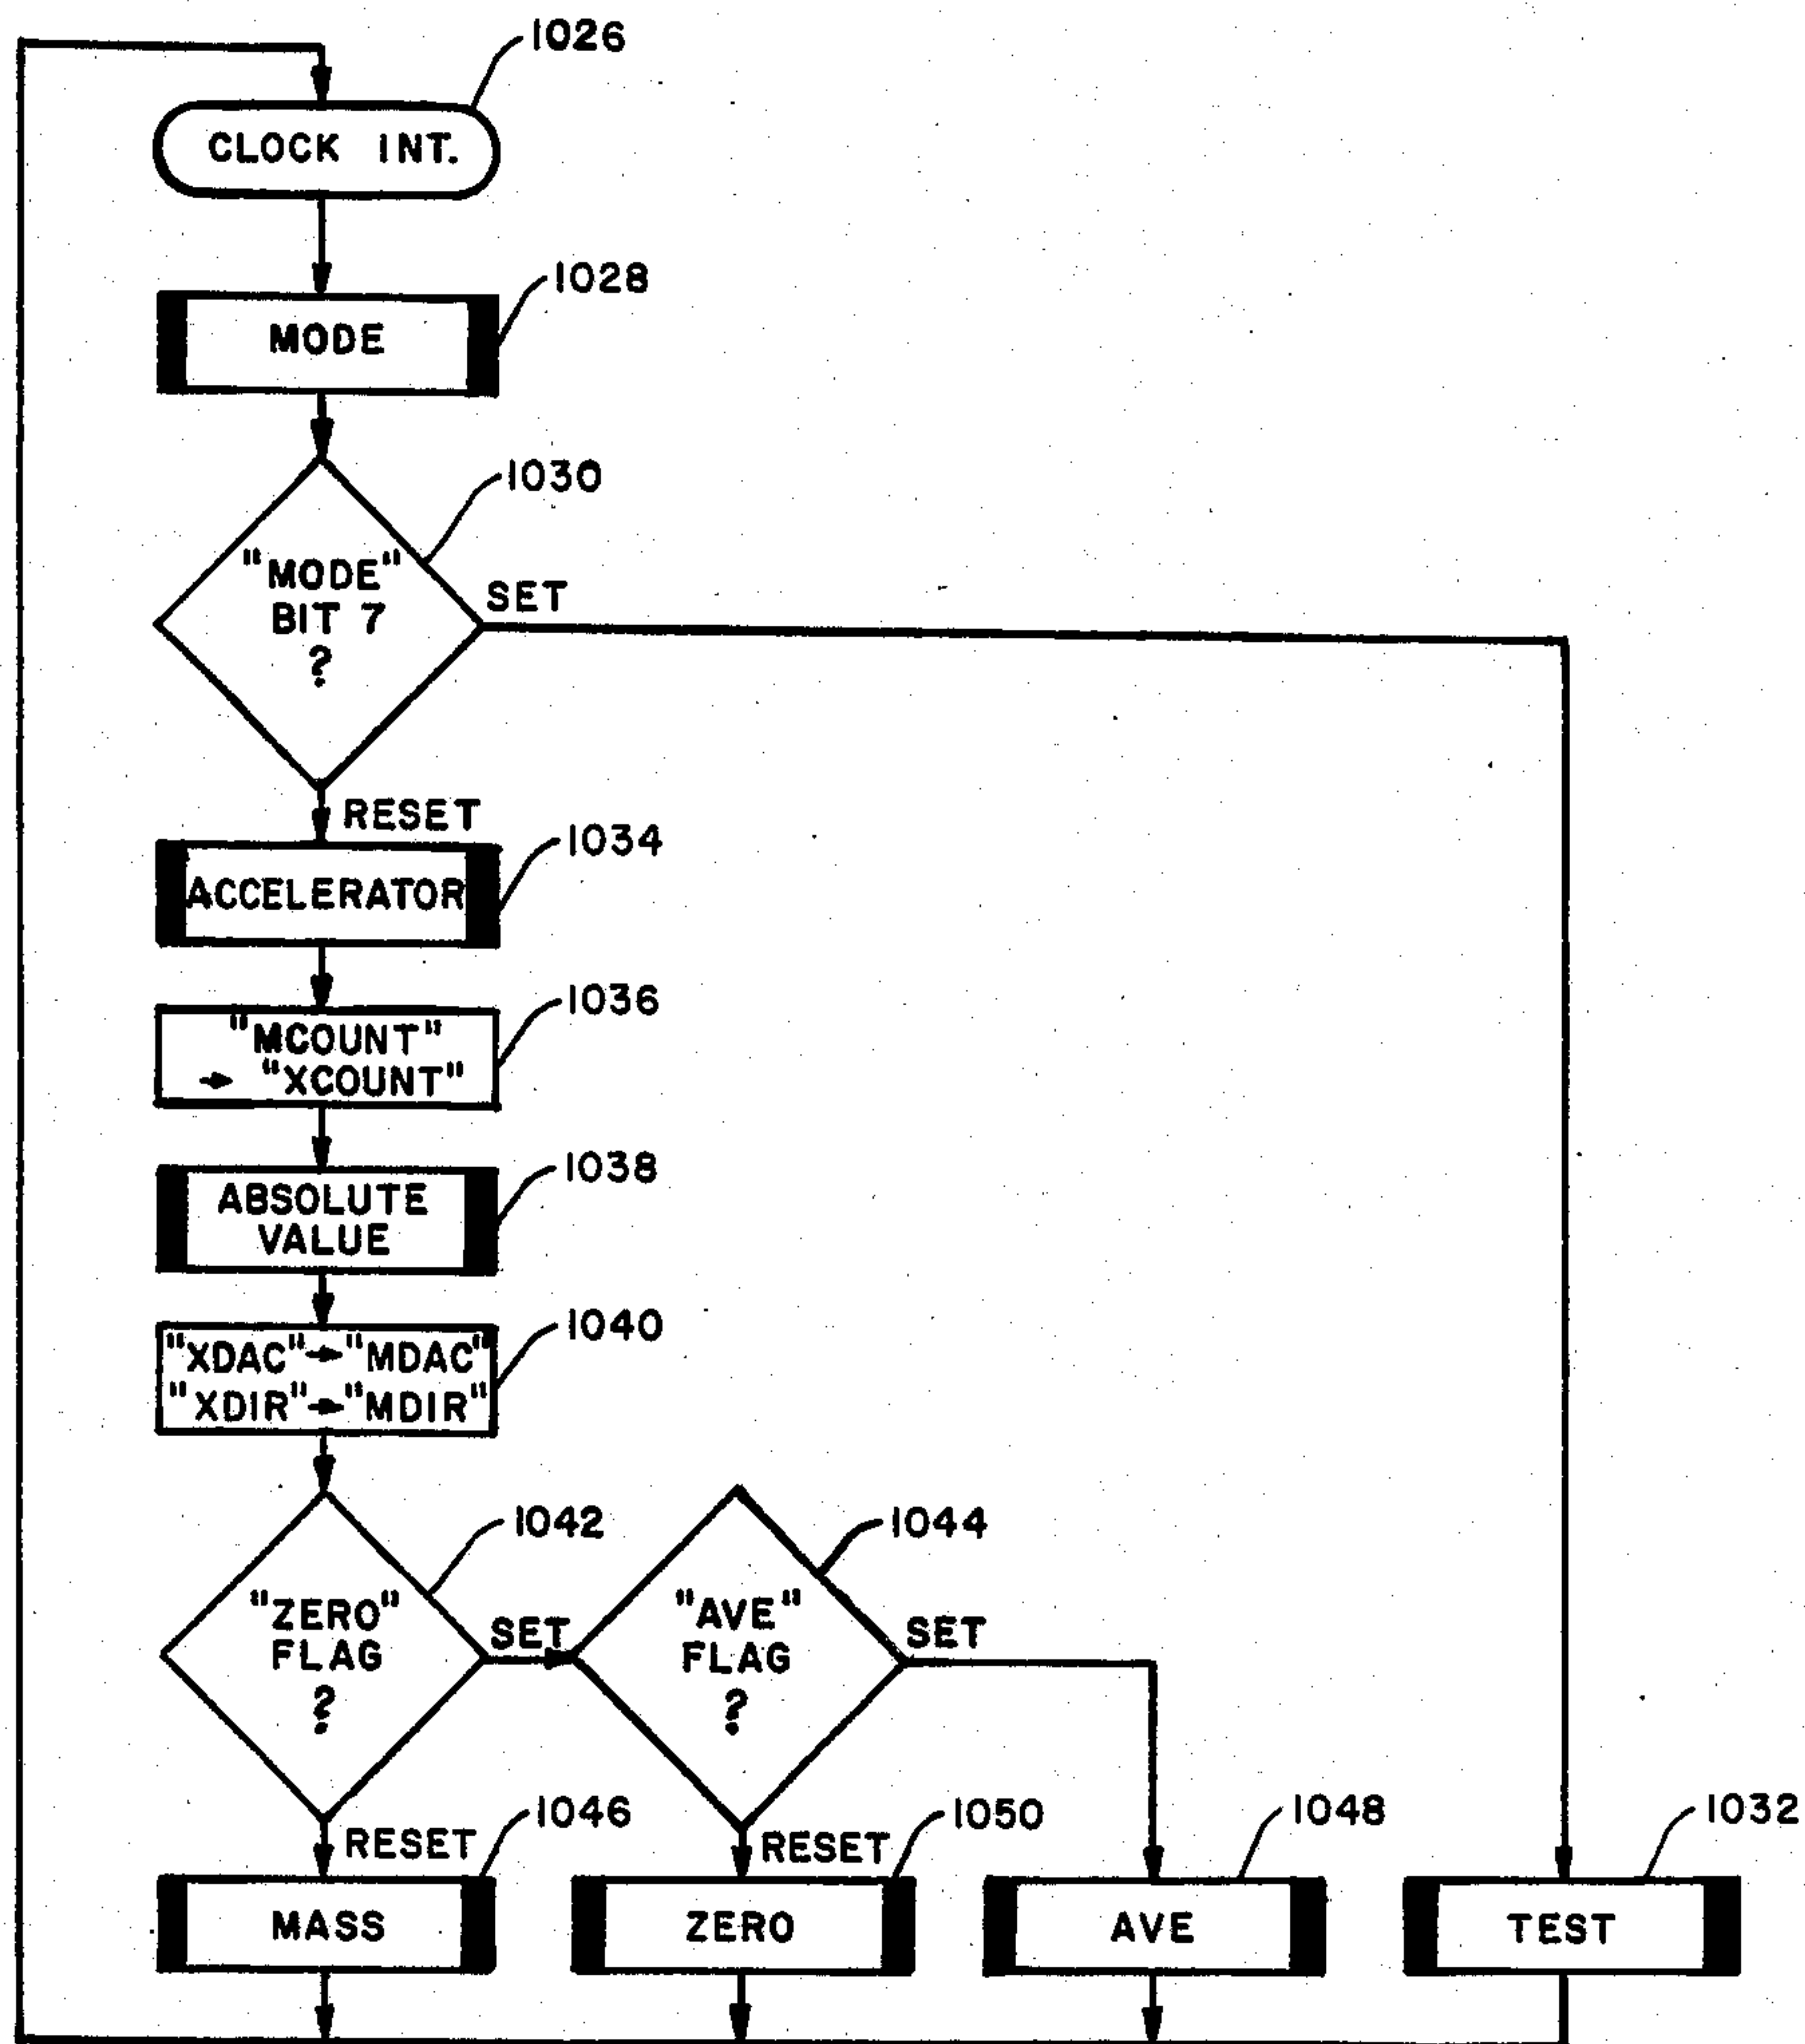 1026
CLOCK INT.
1028
MODE
1030
"MODE"
BIT 7
?
SET
RESET
1034
ACCELERATOR
1036
"MCOUNT"
→ "XCOUNT"
1038
ABSOLUTE
VALUE
1040
"XDAC"→"MDAC"
"XDIR"→"MDIR"
1042
"ZERO"
FLAG
?
SET
1044
"AVE"
FLAG
?
SET
RESET
1046
RESET
1050
1048
1032
MASS
ZERO
AVE
TEST